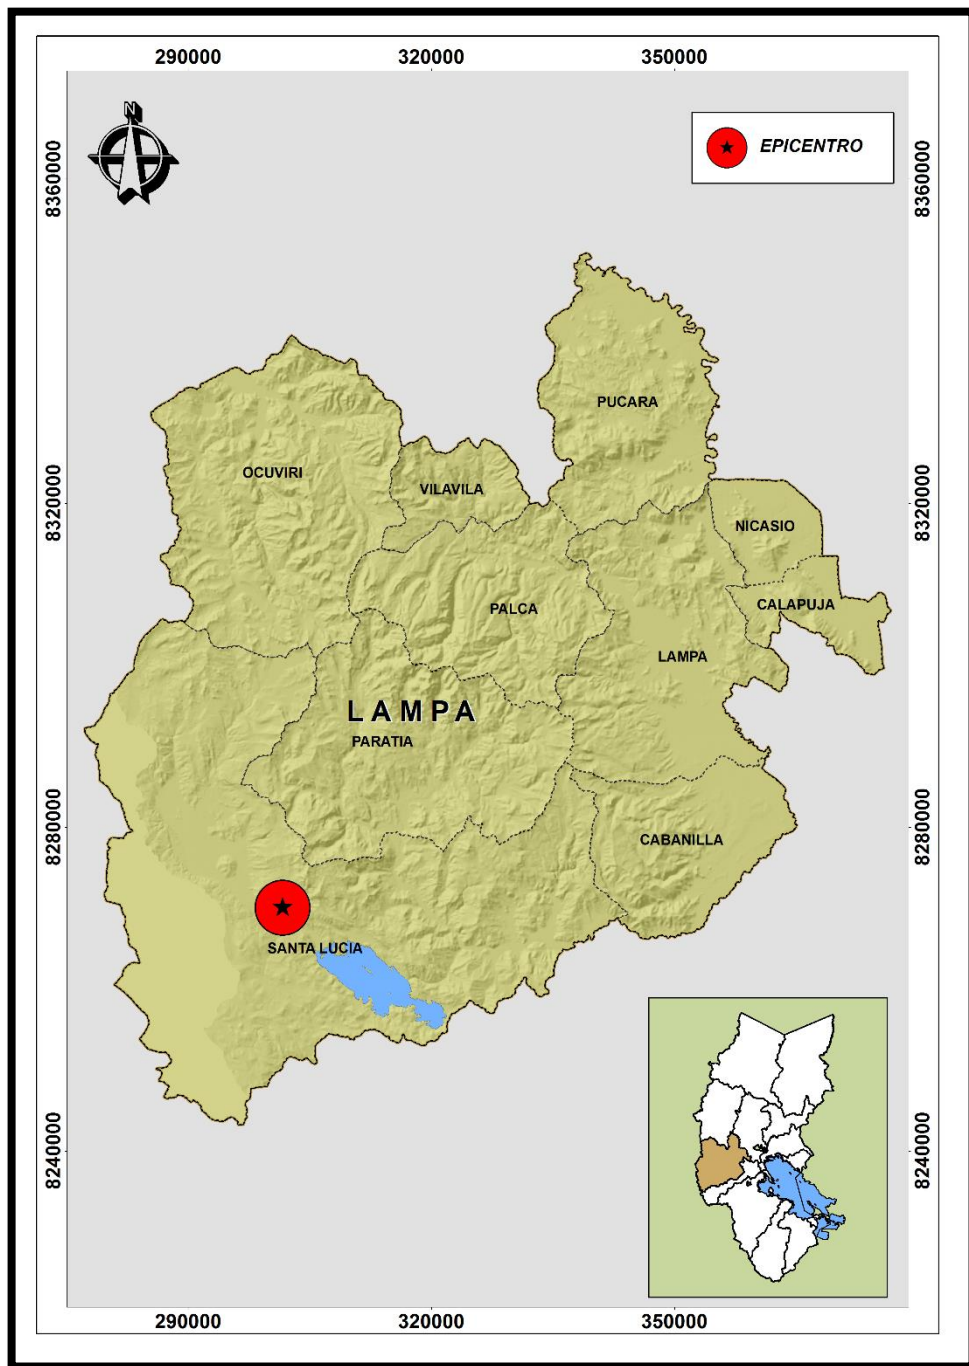 290000 320000 350000
N
EPICENTRO
8360000 8360000
PUCARA
OCUVIRI
VILAVILA
8320000 8320000
NICASIO
CALAPUJA
PALCA
LAMPA
LAMPA
PARATIA
8280000 8280000
CABANILLA
SANTA LUCIA
8240000 8240000
290000 320000 350000